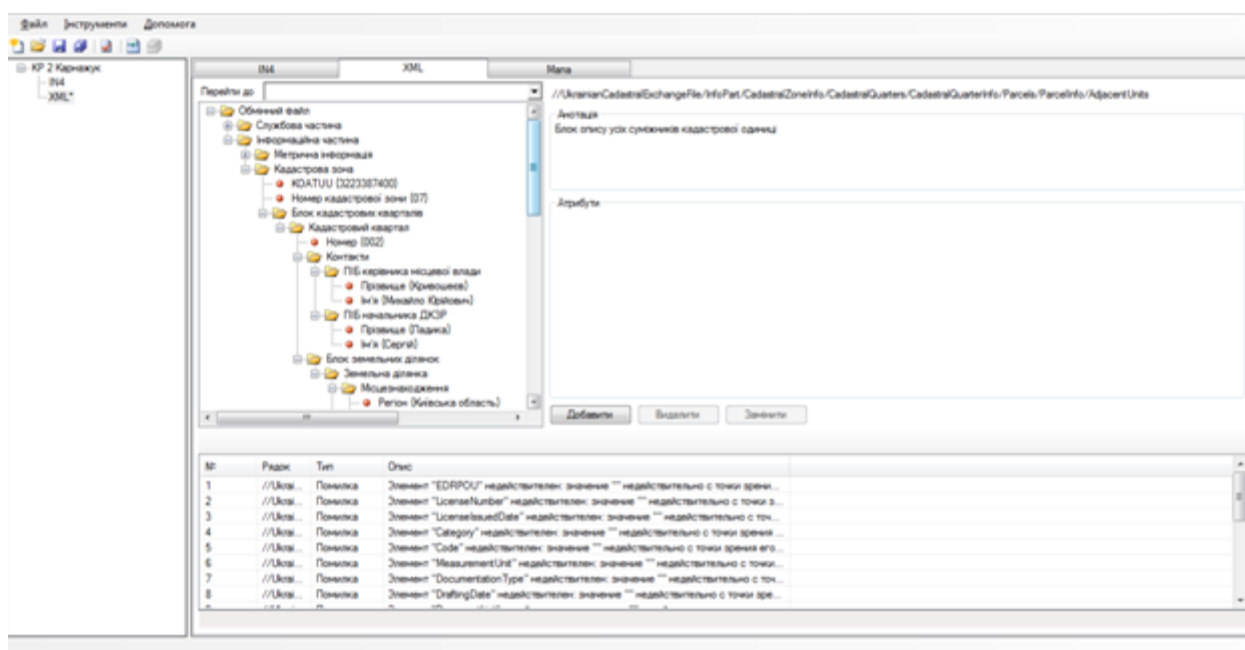 Файл Інструменти Допомога
КР 2 Карнажук
IN4
XML*
IN4 XML Мапа
Перейти до
//UkrainianCadastralExchangeFile/InfoPart/CadastralZoneInfo/CadastralQuarters/CadastralQuarterInfo/Parcels/ParcelInfo/AdjacentUnits
Обмінний файл
Службова частина
Інформаційна частина
Метрична інформація
Кадастрова зона
KOATUU (3223387400)
Номер кадастрової зони (07)
Блок кадастрових кварталів
Кадастровий квартал
Номер (002)
Контакти
ПІБ керівника місцевої влади
Прізвище (Кривошеєв)
Ім'я (Михайло Юрійович)
ПІБ начальника ДКЗР
Прізвище (Падика)
Ім'я (Сергій)
Блок земельних ділянок
Земельна ділянка
Місцезнаходження
Регіон (Київська область)
Анотація
Блок опису усіх суміжників кадастрової одиниці
Атрибути
Добавити Видалити Замінити
№ Рядок Тип Опис
1 //Ukrai... Помилка Элемент "EDRPOU" недействителен: значение "" недействительно с точки зрени...
2 //Ukrai... Помилка Элемент "LicenseNumber" недействителен: значение "" недействительно с точки з...
3 //Ukrai... Помилка Элемент "LicenseIssuedDate" недействителен: значение "" недействительно с точ...
4 //Ukrai... Помилка Элемент "Category" недействителен: значение "" недействительно с точки зрения ...
5 //Ukrai... Помилка Элемент "Code" недействителен: значение "" недействительно с точки зрения его...
6 //Ukrai... Помилка Элемент "MeasurementUnit" недействителен: значение "" недействительно с точки...
7 //Ukrai... Помилка Элемент "DocumentationType" недействителен: значение "" недействительно с точ...
8 //Ukrai... Помилка Элемент "DraftingDate" недействителен: значение "" недействительно с точки зре...